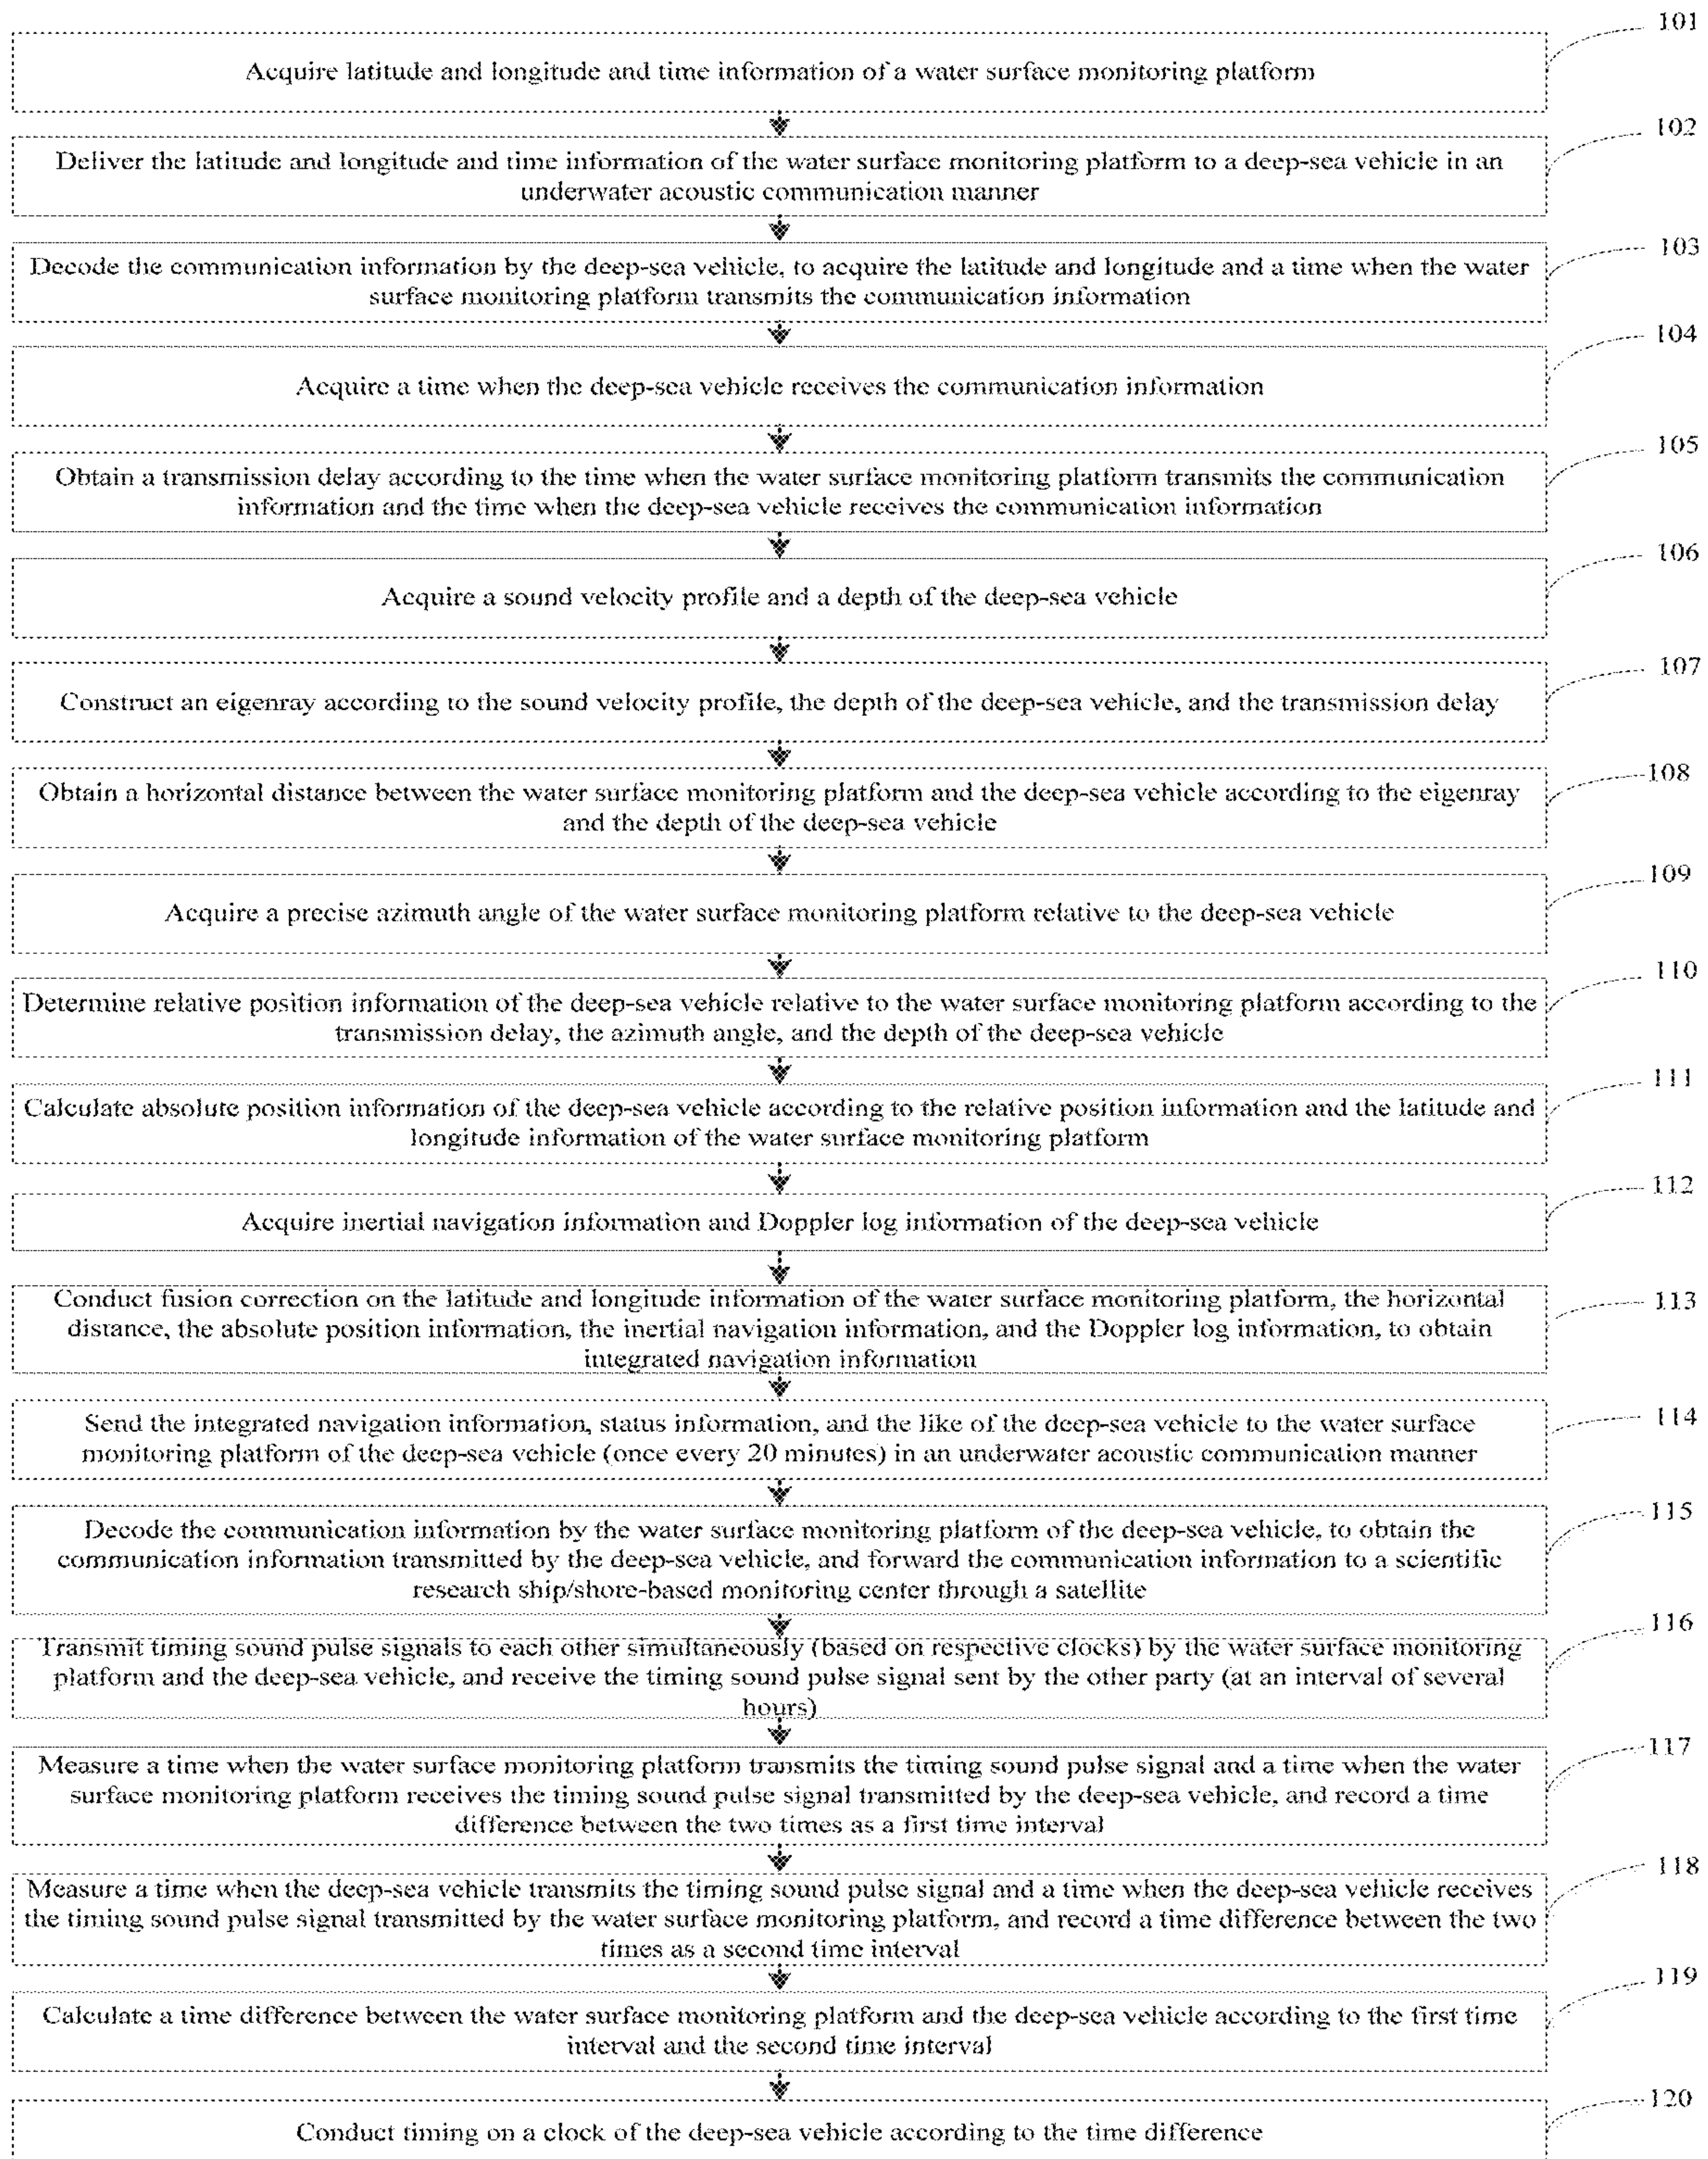 101
Acquire latitude and longitude and time information of a water surface monitoring platform
102
Deliver the latitude and longitude and time information of the water surface monitoring platform to a deep-sea vehicle in an
underwater acoustic communication manner
103
Decode the communication information by the deep-sea vehicle, to acquire the latitude and longitude and a time when the water
surface monitoring platform transmits the communication information
104
Acquire a time when the deep-sea vehicle receives the communication information
105
Obtain a transmission delay according to the time when the water surface monitoring platform transmits the communication
information and the time when the deep-sea vehicle receives the communication information
106
Acquire a sound velocity profile and a depth of the deep-sea vehicle
107
Construct an eigenray according to the sound velocity profile, the depth of the deep-sea vehicle, and the transmission delay
108
Obtain a horizontal distance between the water surface monitoring platform and the deep-sea vehicle according to the eigenray
and the depth of the deep-sea vehicle
109
Acquire a precise azimuth angle of the water surface monitoring platform relative to the deep-sea vehicle
110
Determine relative position information of the deep-sea vehicle relative to the water surface monitoring platform according to the
transmission delay, the azimuth angle, and the depth of the deep-sea vehicle
111
Calculate absolute position information of the deep-sea vehicle according to the relative position information and the latitude and
longitude information of the water surface monitoring platform
112
Acquire inertial navigation information and Doppler log information of the deep-sea vehicle
113
Conduct fusion correction on the latitude and longitude information of the water surface monitoring platform, the horizontal
distance, the absolute position information, the inertial navigation information, and the Doppler log information, to obtain
integrated navigation information
114
Send the integrated navigation information, status information, and the like of the deep-sea vehicle to the water surface
monitoring platform of the deep-sea vehicle (once every 20 minutes) in an underwater acoustic communication manner
115
Decode the communication information by the water surface monitoring platform of the deep-sea vehicle, to obtain the
communication information transmitted by the deep-sea vehicle, and forward the communication information to a scientific
research ship/shore-based monitoring center through a satellite
116
Transmit timing sound pulse signals to each other simultaneously (based on respective clocks) by the water surface monitoring
platform and the deep-sea vehicle, and receive the timing sound pulse signal sent by the other party (at an interval of several
hours)
117
Measure a time when the water surface monitoring platform transmits the timing sound pulse signal and a time when the water
surface monitoring platform receives the timing sound pulse signal transmitted by the deep-sea vehicle, and record a time
difference between the two times as a first time interval
118
Measure a time when the deep-sea vehicle transmits the timing sound pulse signal and a time when the deep-sea vehicle receives
the timing sound pulse signal transmitted by the water surface monitoring platform, and record a time difference between the two
times as a second time interval
119
Calculate a time difference between the water surface monitoring platform and the deep-sea vehicle according to the first time
interval and the second time interval
120
Conduct timing on a clock of the deep-sea vehicle according to the time difference